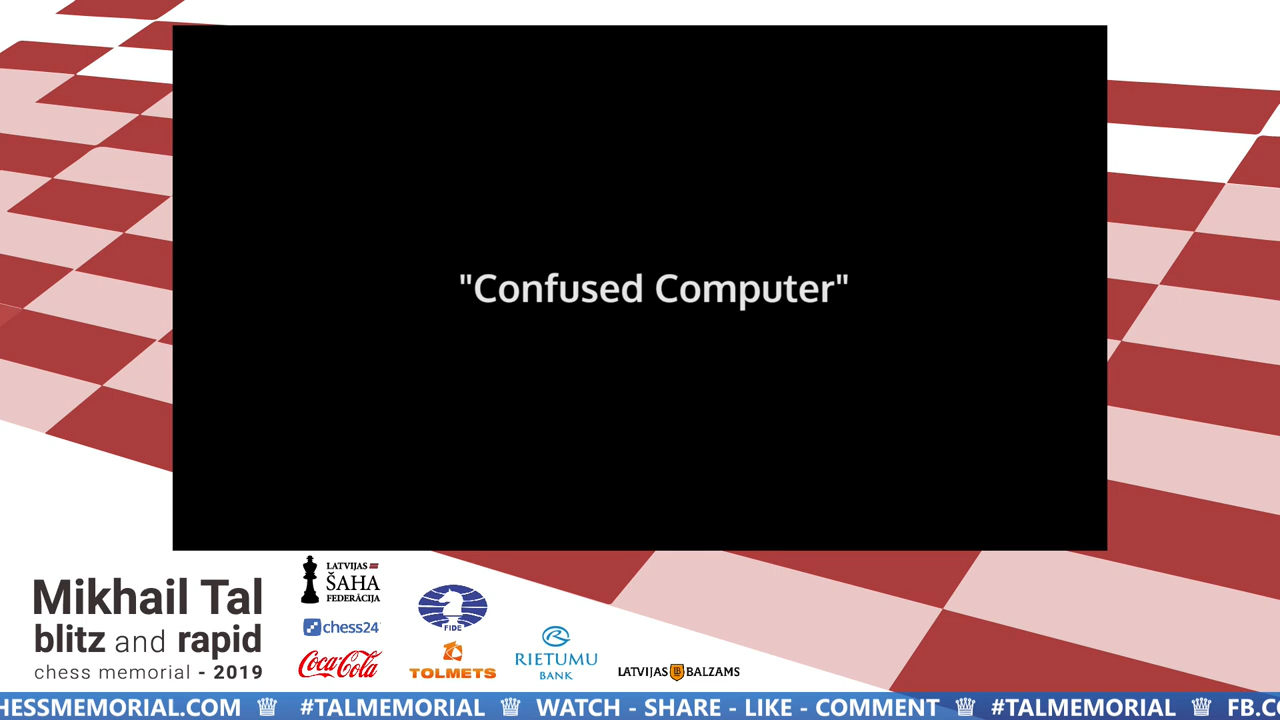 "Confused Computer"
Mikhail Tal
blitz and rapid
chess memorial - 2019
LATVIJAS
ŠAHA
FEDERĀCIJA
chess24
Coca-Cola
FIDE
TOLMETS
RIETUMU
BANK
LATVIJAS BALZAMS
HESSMEMORIAL.COM #TALMEMORIAL WATCH - SHARE - LIKE - COMMENT #TALMEMORIAL FB.CO